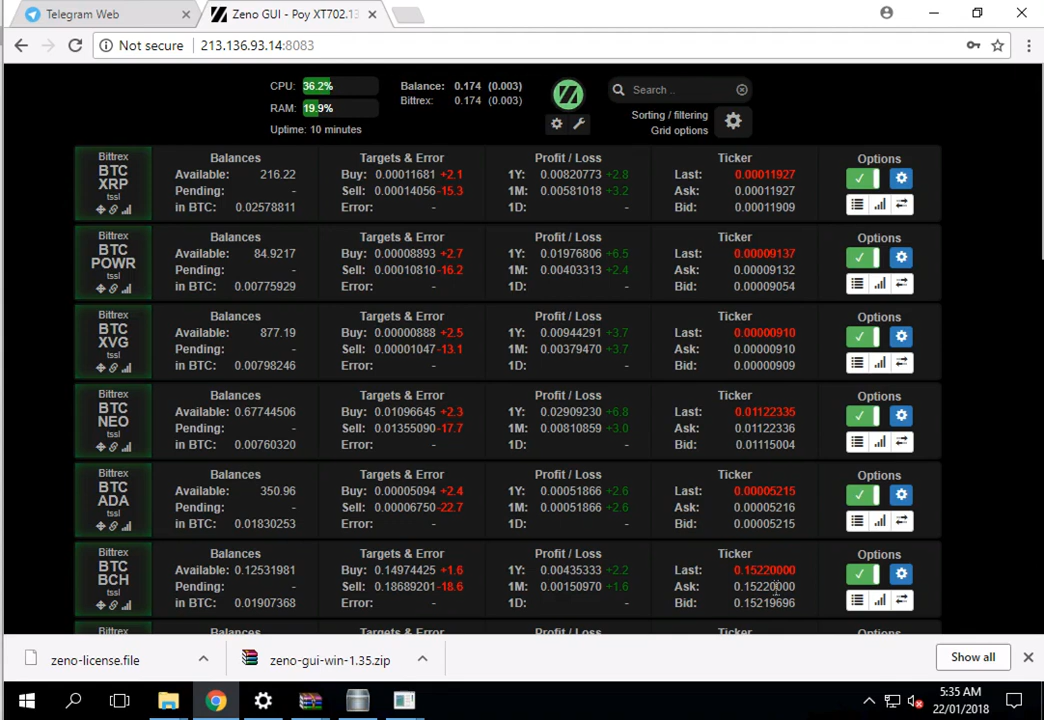 Telegram Web
Zeno GUI - Poy XT702.13
Not secure 213.136.93.14:8083
CPU: 36.2%
RAM: 19.9%
Uptime: 10 minutes
Balance: 0.174 (0.003)
Bittrex: 0.174 (0.003)
Search ..
Sorting / filtering
Grid options
Bittrex Balances Targets & Error Profit / Loss Ticker Options
BTC XRP tssl
Available: 216.22 Buy: 0.00011681 +2.1 1Y: 0.00820773 +2.8 Last: 0.00011927
Pending: - Sell: 0.00014056 -15.3 1M: 0.00581018 +3.2 Ask: 0.00011927
in BTC: 0.02578811 Error: - 1D: - Bid: 0.00011909
Bittrex Balances Targets & Error Profit / Loss Ticker Options
BTC POWR tssl
Available: 84.9217 Buy: 0.00008893 +2.7 1Y: 0.01976806 +6.5 Last: 0.00009137
Pending: - Sell: 0.00010810 -16.2 1M: 0.00403313 +2.4 Ask: 0.00009132
in BTC: 0.00775929 Error: - 1D: - Bid: 0.00009054
Bittrex Balances Targets & Error Profit / Loss Ticker Options
BTC XVG tssl
Available: 877.19 Buy: 0.00000888 +2.5 1Y: 0.00944291 +3.7 Last: 0.00000910
Pending: - Sell: 0.00001047 -13.1 1M: 0.00379470 +3.7 Ask: 0.00000910
in BTC: 0.00798246 Error: - 1D: - Bid: 0.00000909
Bittrex Balances Targets & Error Profit / Loss Ticker Options
BTC NEO tssl
Available: 0.67744506 Buy: 0.01096645 +2.3 1Y: 0.02909230 +6.8 Last: 0.01122335
Pending: - Sell: 0.01355090 -17.7 1M: 0.00810859 +3.0 Ask: 0.01122336
in BTC: 0.00760320 Error: - 1D: - Bid: 0.01115004
Bittrex Balances Targets & Error Profit / Loss Ticker Options
BTC ADA tssl
Available: 350.96 Buy: 0.00005094 +2.4 1Y: 0.00051866 +2.6 Last: 0.00005215
Pending: - Sell: 0.00006750 -22.7 1M: 0.00051866 +2.6 Ask: 0.00005216
in BTC: 0.01830253 Error: - 1D: - Bid: 0.00005215
Bittrex Balances Targets & Error Profit / Loss Ticker Options
BTC BCH tssl
Available: 0.12531981 Buy: 0.14974425 +1.6 1Y: 0.00435333 +2.2 Last: 0.15220000
Pending: - Sell: 0.18689201 -18.6 1M: 0.00150970 +1.6 Ask: 0.15220000
in BTC: 0.01907368 Error: - 1D: - Bid: 0.15219696
Bittrex Balances Targets & Error Profit / Loss Ticker Options
zeno-license.file
zeno-gui-win-1.35.zip
Show all
5:35 AM
22/01/2018